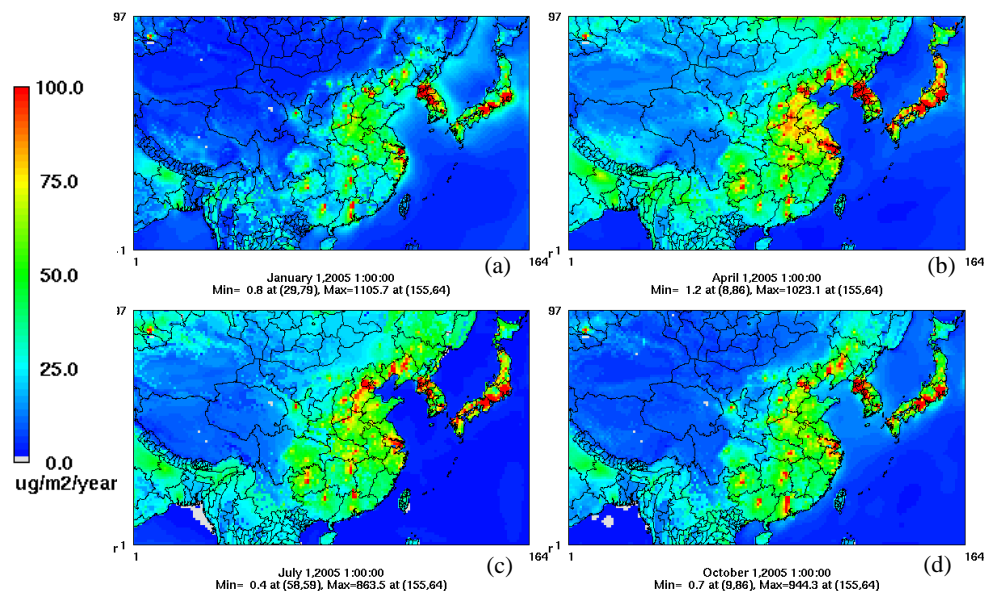 97
1
1
164
January 1,2005 1:00:00
Min= 0.8 at (29,79), Max=1105.7 at (155,64)
(a)
97
r 1
1
164
April 1,2005 1:00:00
Min= 1.2 at (8,86), Max=1023.1 at (155,64)
(b)
100.0
75.0
50.0
25.0
0.0
ug/m2/year
17
r 1
1
164
July 1,2005 1:00:00
Min= 0.4 at (58,59), Max=863.5 at (155,64)
(c)
97
r 1
1
164
October 1,2005 1:00:00
Min= 0.7 at (9,86), Max=944.3 at (155,64)
(d)